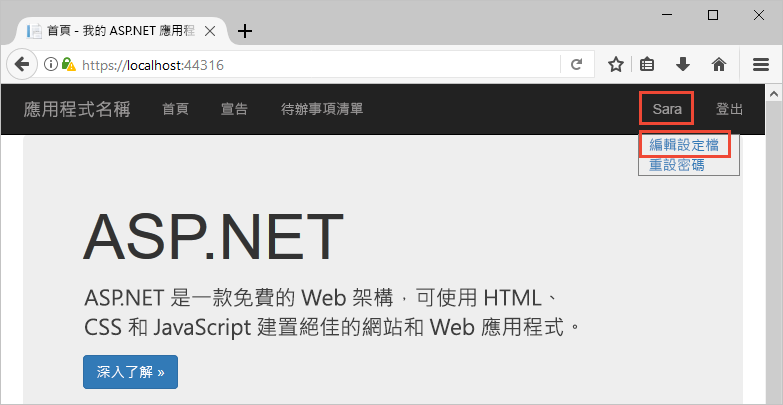 首頁 - 我的 ASP.NET 應用程
https://localhost:44316
應用程式名稱 首頁 宣告 待辦事項清單 Sara 登出
編輯設定檔
重設密碼
ASP.NET
ASP.NET 是一款免費的 Web 架構，可使用 HTML、
CSS 和 JavaScript 建置絕佳的網站和 Web 應用程式。
深入了解 »